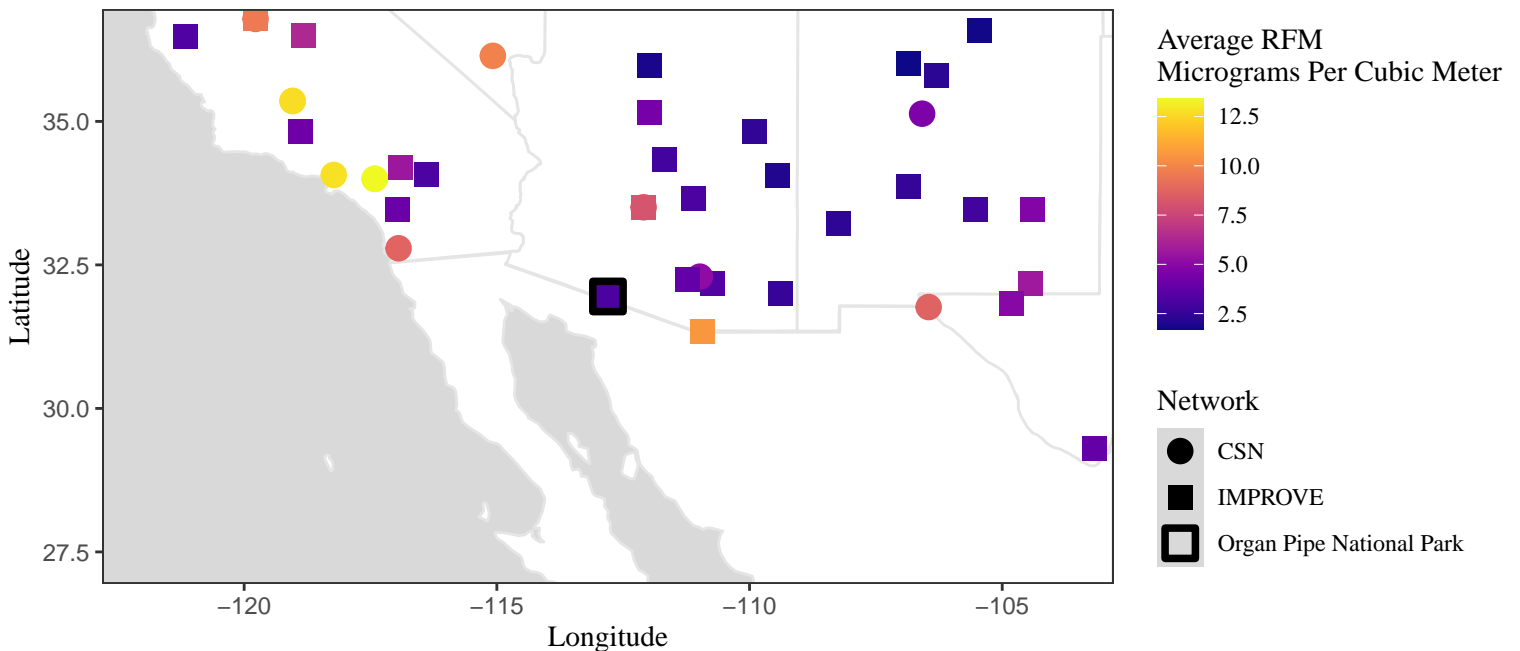 35.0
32.5
30.0
27.5
Latitude
−120
−115
−110
−105
Longitude
Average RFM
Micrograms Per Cubic Meter
12.5
10.0
7.5
5.0
2.5
Network
CSN
IMPROVE
Organ Pipe National Park